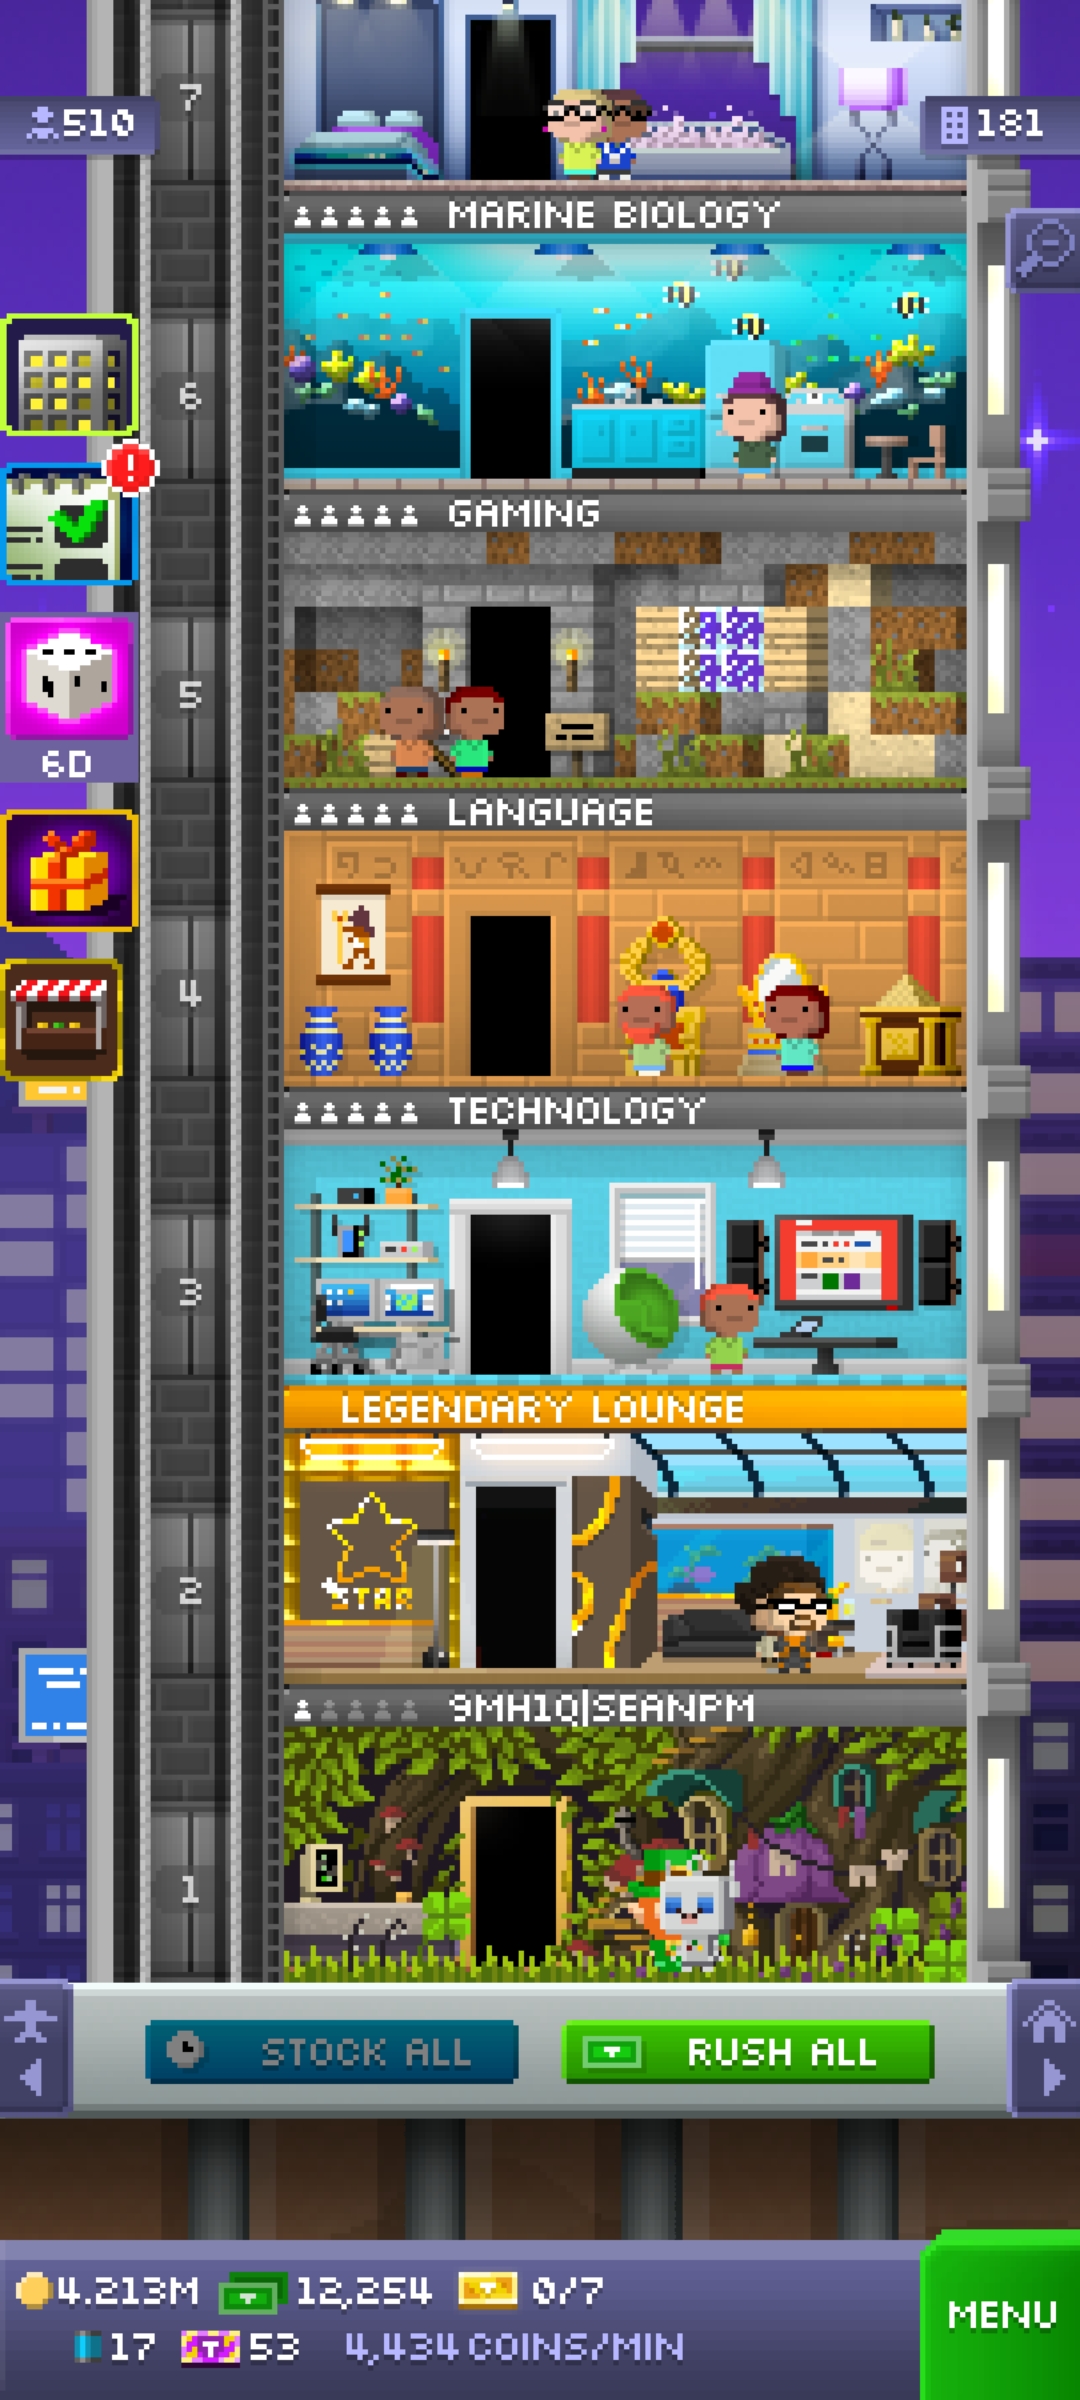 7
510
181
MARINE BIOLOGY
6
GAMING
5
6D
LANGUAGE
4
TECHNOLOGY
3
LEGENDARY LOUNGE
STAR
2
9MH1Q|SEANPM
1
STOCK ALL
RUSH ALL
4.213M 12,254 0/7
17 53 4,434 COINS/MIN
MENU